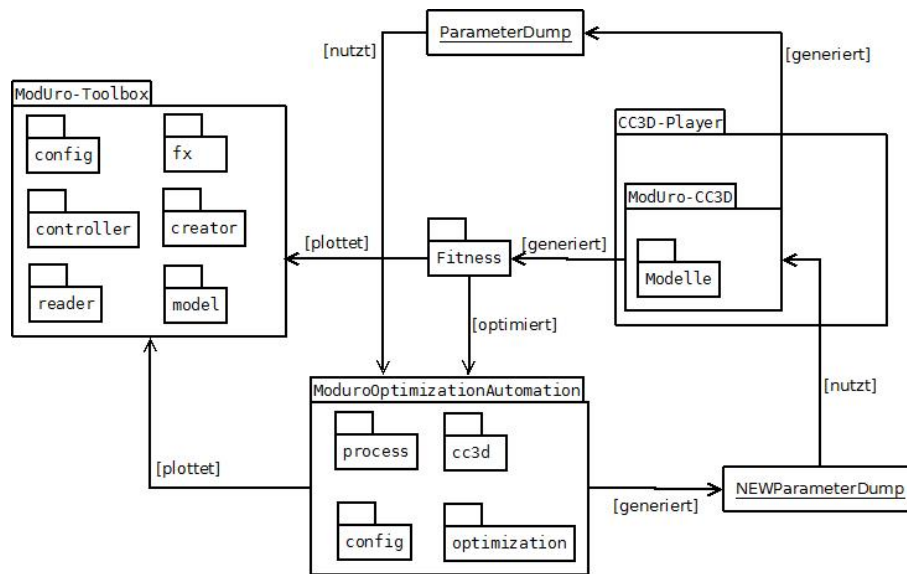 ParameterDump
[nutzt]
[generiert]
ModUro-Toolbox
config
fx
controller
creator
reader
model
CC3D-Player
ModUro-CC3D
Modelle
[plottet]
Fitness
[generiert]
[optimiert]
[nutzt]
ModuroOptimizationAutomation
process
cc3d
config
optimization
[plottet]
[generiert]
NEWParameterDump